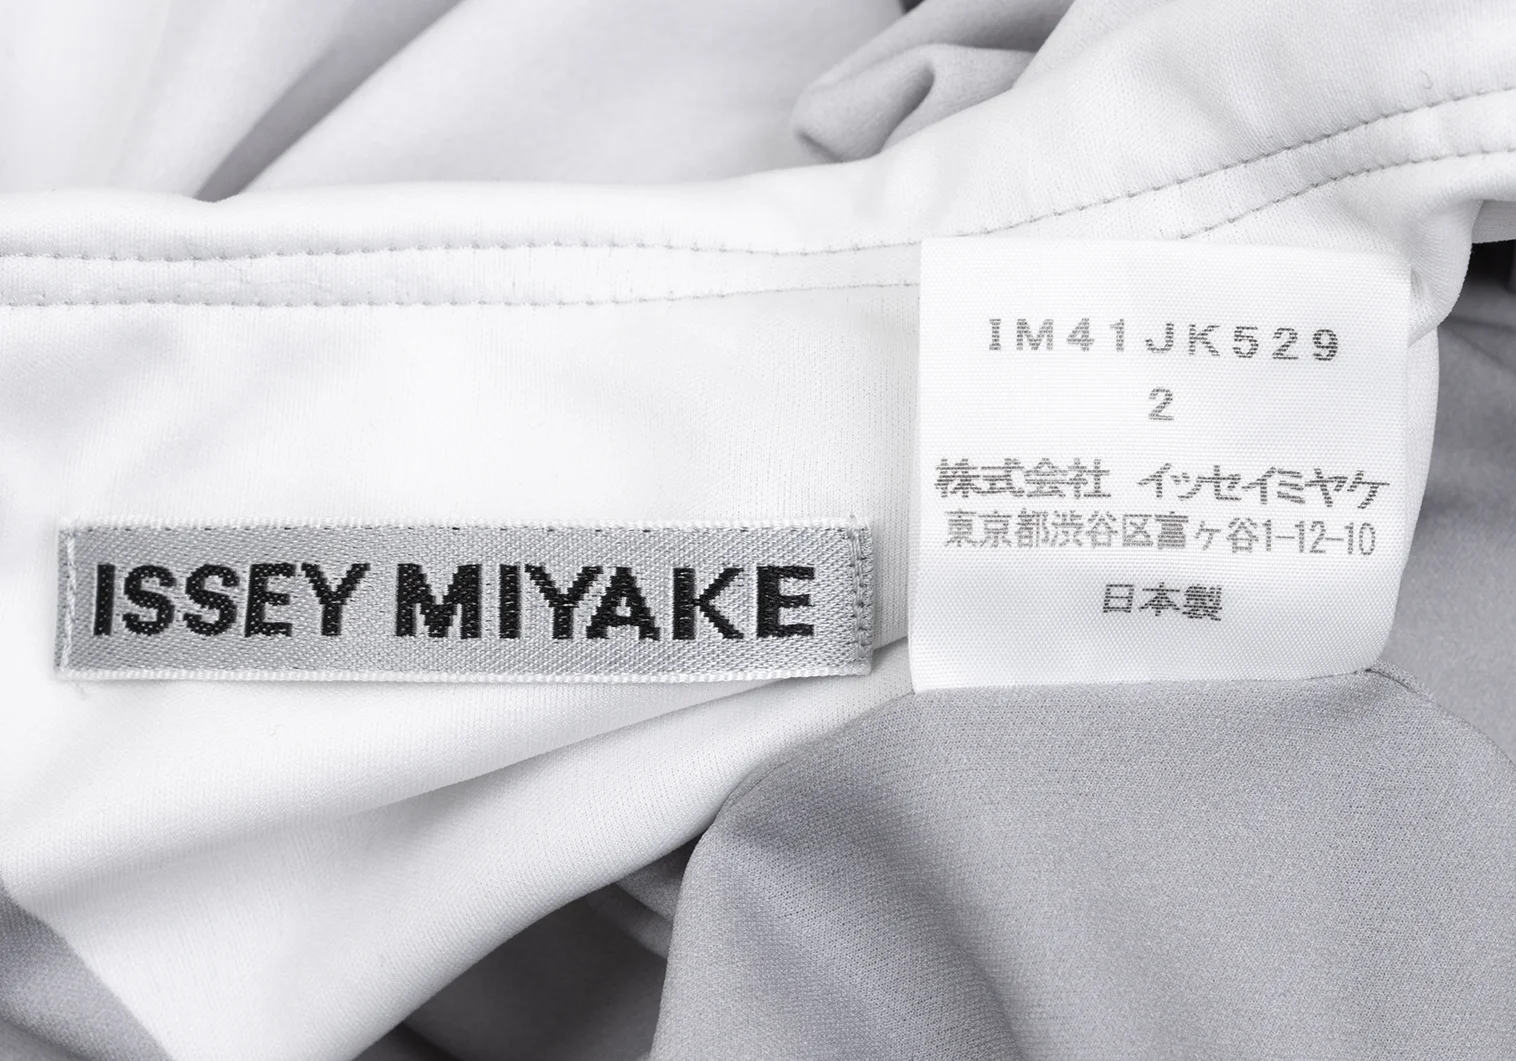 ISSEY MIYAKE
IM41JK529
2
株式会社 イッセイミヤケ
東京都渋谷区富ヶ谷1-12-10
日本製